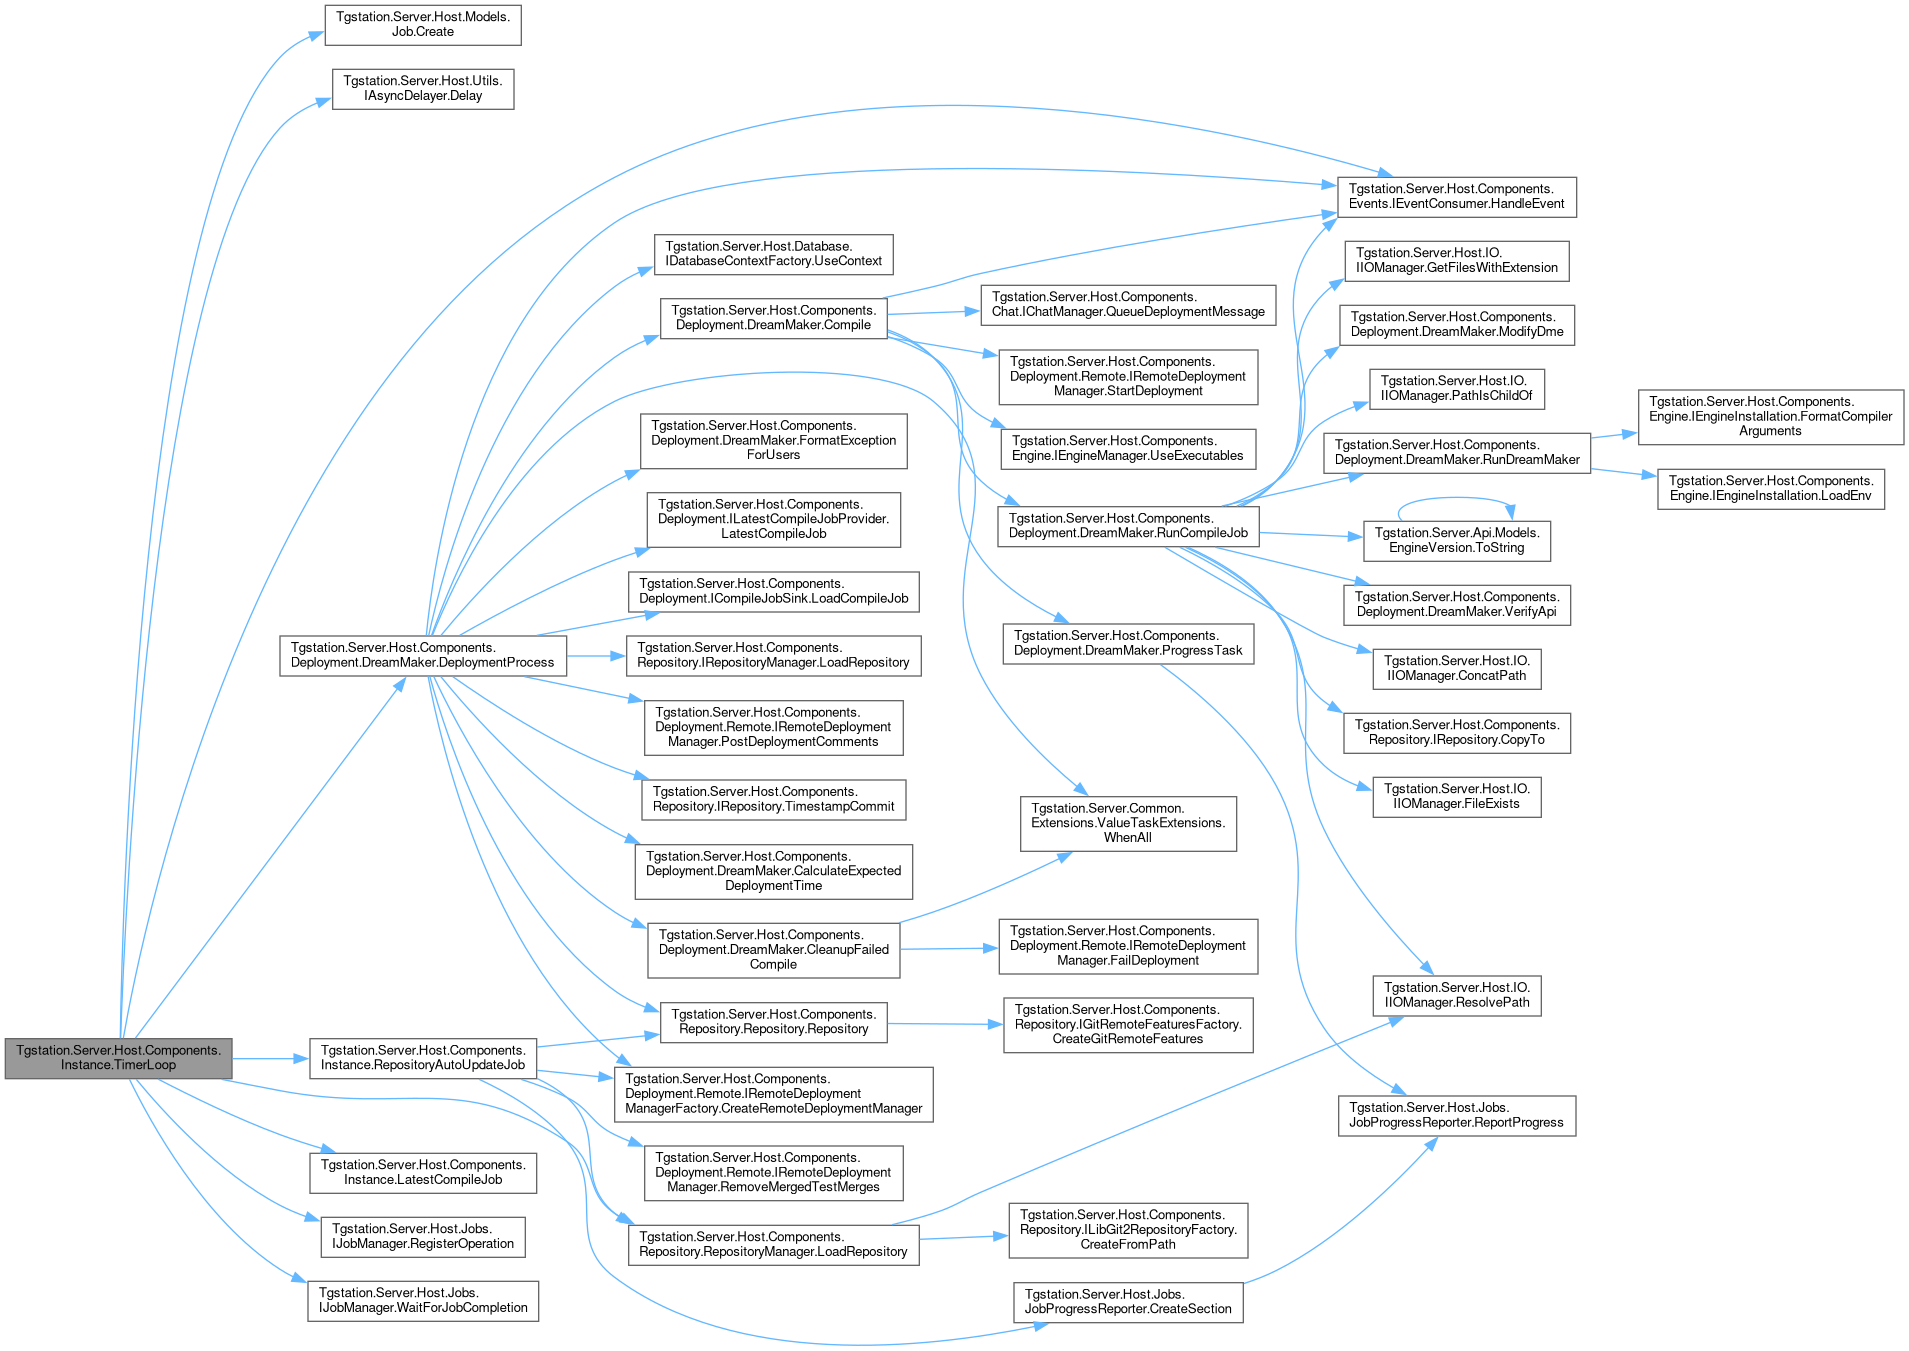 Tgstation.Server.Host.Components.
Instance.TimerLoop
Tgstation.Server.Host.Models.
Job.Create
Tgstation.Server.Host.Utils.
IAsyncDelayer.Delay
Tgstation.Server.Host.Components.
Deployment.DreamMaker.DeploymentProcess
Tgstation.Server.Host.Components.
Instance.RepositoryAutoUpdateJob
Tgstation.Server.Host.Components.
Instance.LatestCompileJob
Tgstation.Server.Host.Jobs.
IJobManager.RegisterOperation
Tgstation.Server.Host.Jobs.
IJobManager.WaitForJobCompletion
Tgstation.Server.Host.Database.
IDatabaseContextFactory.UseContext
Tgstation.Server.Host.Components.
Deployment.DreamMaker.Compile
Tgstation.Server.Host.Components.
Deployment.DreamMaker.FormatException
ForUsers
Tgstation.Server.Host.Components.
Deployment.ILatestCompileJobProvider.
LatestCompileJob
Tgstation.Server.Host.Components.
Deployment.ICompileJobSink.LoadCompileJob
Tgstation.Server.Host.Components.
Repository.IRepositoryManager.LoadRepository
Tgstation.Server.Host.Components.
Deployment.Remote.IRemoteDeployment
Manager.PostDeploymentComments
Tgstation.Server.Host.Components.
Repository.IRepository.TimestampCommit
Tgstation.Server.Host.Components.
Deployment.DreamMaker.CalculateExpected
DeploymentTime
Tgstation.Server.Host.Components.
Deployment.DreamMaker.CleanupFailed
Compile
Tgstation.Server.Host.Components.
Repository.Repository.Repository
Tgstation.Server.Host.Components.
Deployment.Remote.IRemoteDeployment
ManagerFactory.CreateRemoteDeploymentManager
Tgstation.Server.Host.Components.
Deployment.Remote.IRemoteDeployment
Manager.RemoveMergedTestMerges
Tgstation.Server.Host.Components.
Repository.RepositoryManager.LoadRepository
Tgstation.Server.Host.Components.
Chat.IChatManager.QueueDeploymentMessage
Tgstation.Server.Host.Components.
Deployment.Remote.IRemoteDeployment
Manager.StartDeployment
Tgstation.Server.Host.Components.
Engine.IEngineManager.UseExecutables
Tgstation.Server.Host.Components.
Deployment.DreamMaker.RunCompileJob
Tgstation.Server.Host.Components.
Deployment.DreamMaker.ProgressTask
Tgstation.Server.Common.
Extensions.ValueTaskExtensions.
WhenAll
Tgstation.Server.Host.Components.
Deployment.Remote.IRemoteDeployment
Manager.FailDeployment
Tgstation.Server.Host.Components.
Repository.IGitRemoteFeaturesFactory.
CreateGitRemoteFeatures
Tgstation.Server.Host.Components.
Repository.ILibGit2RepositoryFactory.
CreateFromPath
Tgstation.Server.Host.Jobs.
JobProgressReporter.CreateSection
Tgstation.Server.Host.Components.
Events.IEventConsumer.HandleEvent
Tgstation.Server.Host.IO.
IIOManager.GetFilesWithExtension
Tgstation.Server.Host.Components.
Deployment.DreamMaker.ModifyDme
Tgstation.Server.Host.IO.
IIOManager.PathIsChildOf
Tgstation.Server.Host.Components.
Deployment.DreamMaker.RunDreamMaker
Tgstation.Server.Api.Models.
EngineVersion.ToString
Tgstation.Server.Host.Components.
Deployment.DreamMaker.VerifyApi
Tgstation.Server.Host.IO.
IIOManager.ConcatPath
Tgstation.Server.Host.Components.
Repository.IRepository.CopyTo
Tgstation.Server.Host.IO.
IIOManager.FileExists
Tgstation.Server.Host.IO.
IIOManager.ResolvePath
Tgstation.Server.Host.Jobs.
JobProgressReporter.ReportProgress
Tgstation.Server.Host.Components.
Engine.IEngineInstallation.FormatCompiler
Arguments
Tgstation.Server.Host.Components.
Engine.IEngineInstallation.LoadEnv